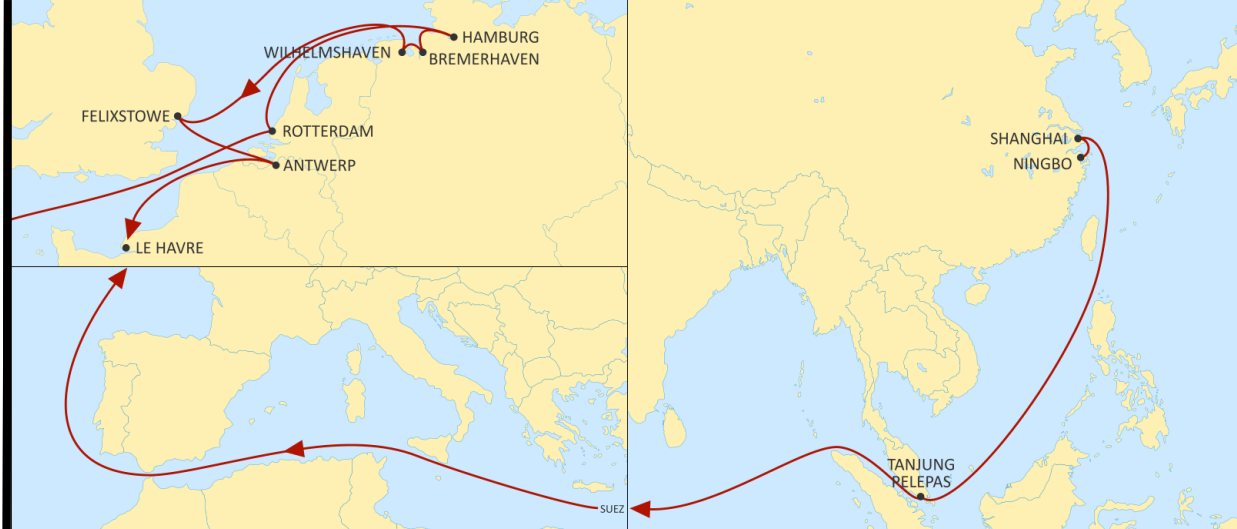 HAMBURG
WILHELMSHAVEN
BREMERHAVEN
FELIXSTOWE
ROTTERDAM
ANTWERP
LE HAVRE
SHANGHAI
NINGBO
TANJUNG
PELEPAS
SUEZ